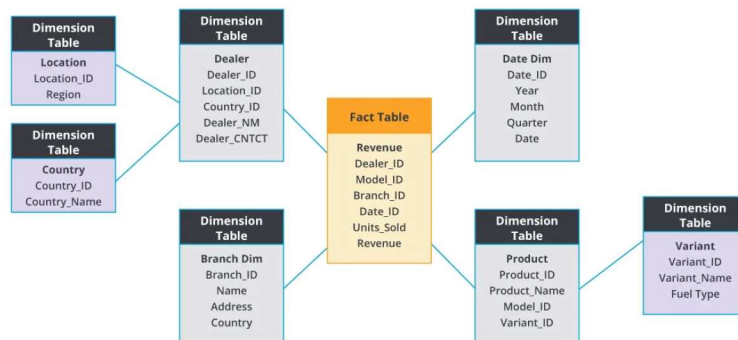 Dimension
Table
Location
Location_ID
Region
Dimension
Table
Country
Country_ID
Country_Name
Dimension
Table
Dealer
Dealer_ID
Location_ID
Country_ID
Dealer_NM
Dealer_CNTCT
Dimension
Table
Branch Dim
Branch_ID
Name
Address
Country
Fact Table
Revenue
Dealer_ID
Model_ID
Branch_ID
Date_ID
Units_Sold
Revenue
Dimension
Table
Date Dim
Date_ID
Year
Month
Quarter
Date
Dimension
Table
Product
Product_ID
Product_Name
Model_ID
Variant_ID
Dimension
Table
Variant
Variant_ID
Variant_Name
Fuel Type